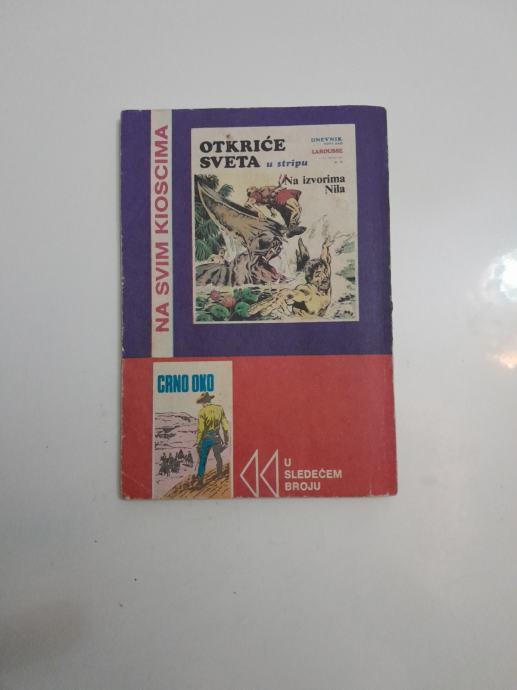 NA SVIM KIOSCIMA
OTKRIĆE
SVETA u stripu
DNEVNIK
LAROUSSE
Na izvorima
Nila
CRNO OKO
U
SLEDEĆEM
BROJU